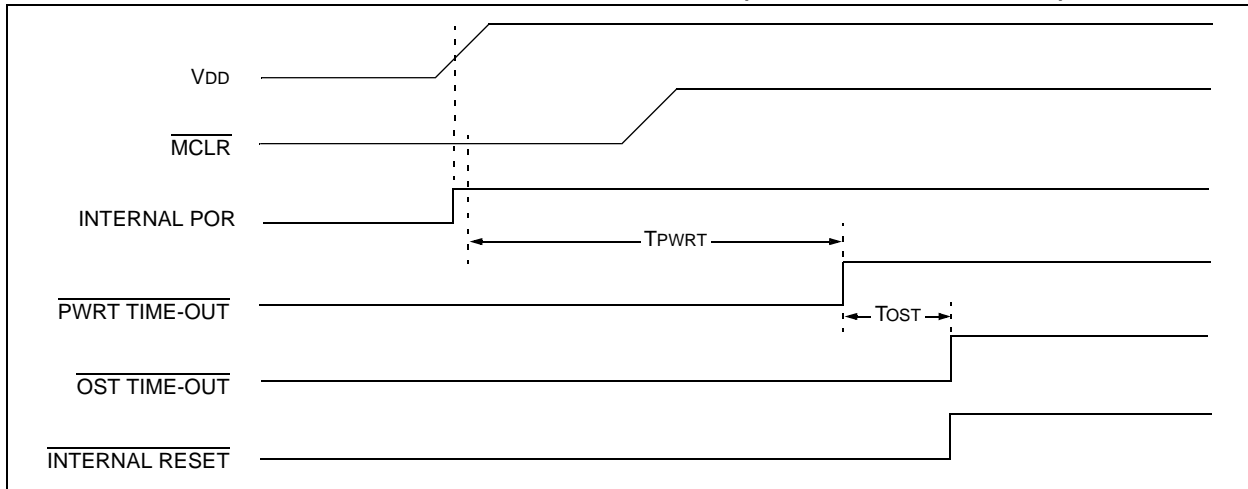 VDD
MCLR
INTERNAL POR
TPWRT
PWRT TIME-OUT
TOST
OST TIME-OUT
INTERNAL RESET